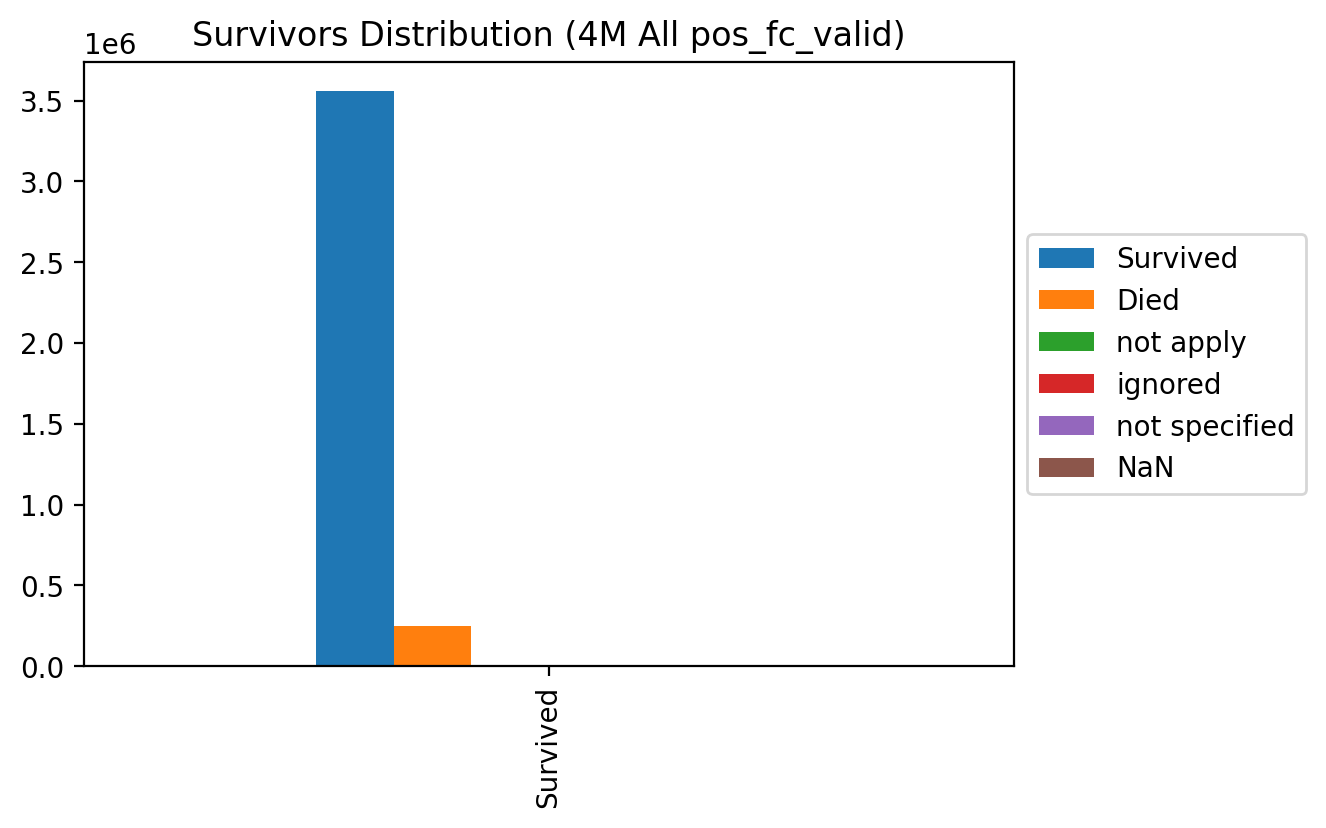 Survivors Distribution (4M All pos_fc_valid)
1e6
3.5
3.0
2.5
2.0
1.5
1.0
0.5
0.0
Survived
Survived
Died
not apply
ignored
not specified
NaN